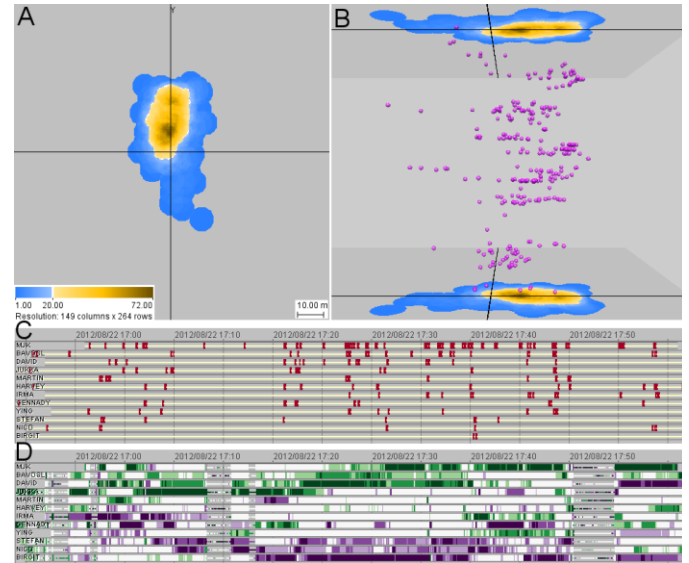 A
Y
B
1.00 20.00 72.00
Resolution: 149 columns x 264 rows
10.00 m
C
2012/08/22 17:00 2012/08/22 17:10 2012/08/22 17:20 2012/08/22 17:30 2012/08/22 17:40 2012/08/22 17:50
MJK
DAVID
MARTIN
HARVEY
IRMA
YING
STEFAN
NICO
BIRGIT
D
2012/08/22 17:00 2012/08/22 17:10 2012/08/22 17:20 2012/08/22 17:30 2012/08/22 17:40 2012/08/22 17:50
MJK
DAVID
MARTIN
HARVEY
IRMA
YING
STEFAN
NICO
BIRGIT